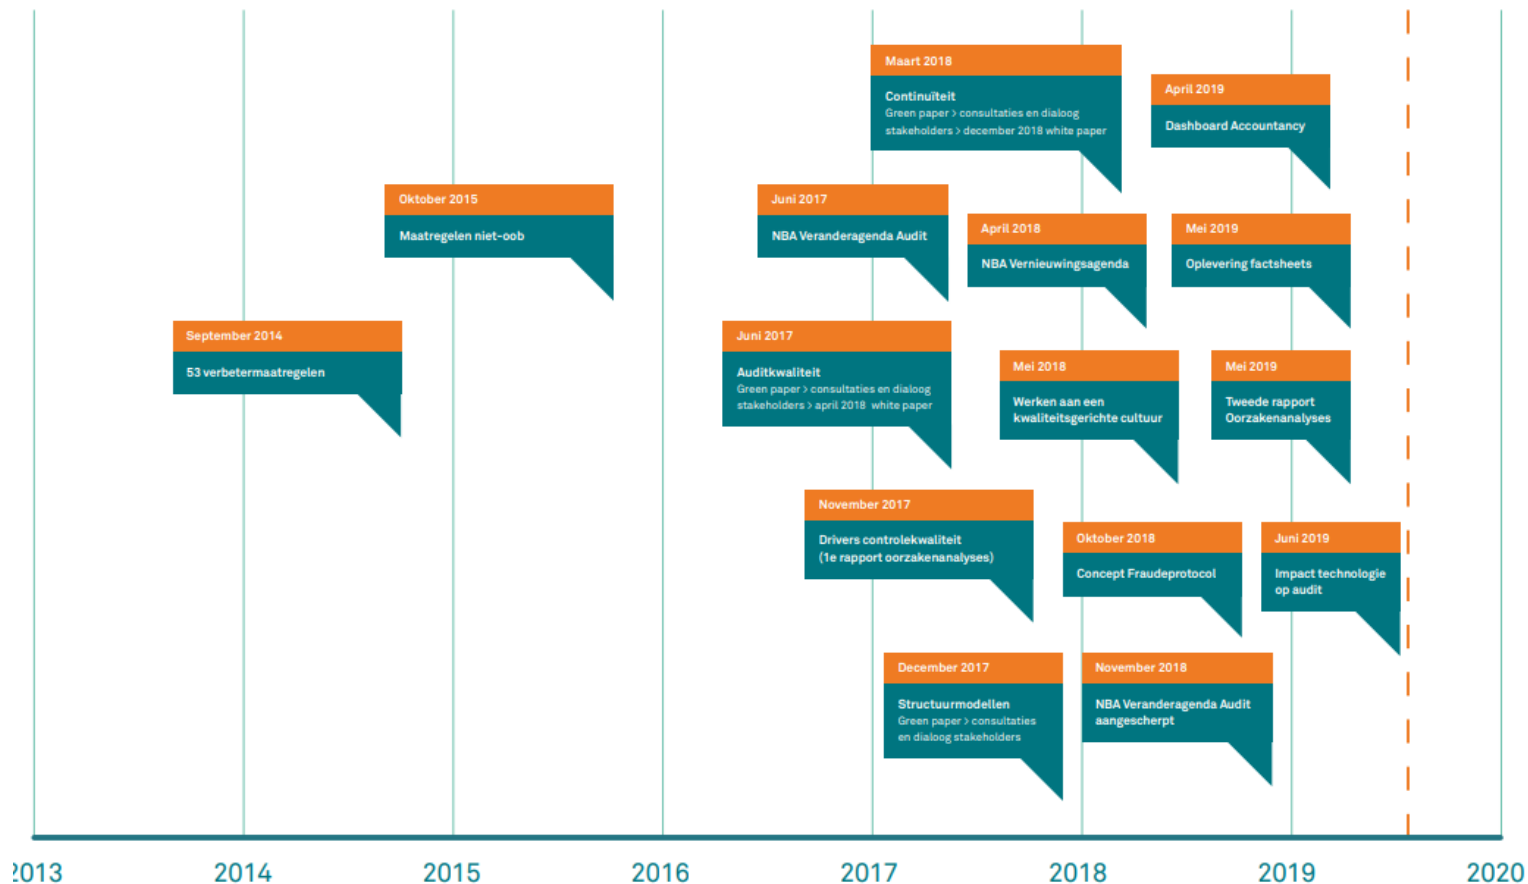 Maart 2018
Continuïteit
Green paper > consultaties en dialoog
stakeholders > december 2018 white paper
April 2019
Dashboard Accountancy
Oktober 2015
Maatregelen niet-oob
Juni 2017
NBA Veranderagenda Audit
April 2018
NBA Vernieuwingsagenda
Mei 2019
Oplevering factsheets
September 2014
53 verbetermaatregelen
Juni 2017
Auditkwaliteit
Green paper > consultaties en dialoog
stakeholders > april 2018 white paper
Mei 2018
Werken aan een
kwaliteitsgerichte cultuur
Mei 2019
Tweede rapport
Oorzakenanalyses
November 2017
Drivers controlekwaliteit
(1e rapport oorzakenanalyses)
Oktober 2018
Concept Fraudeprotocol
Juni 2019
Impact technologie
op audit
December 2017
Structuurmodellen
Green paper > consultaties
en dialoog stakeholders
November 2018
NBA Veranderagenda Audit
aangescherpt
2013 2014 2015 2016 2017 2018 2019 2020